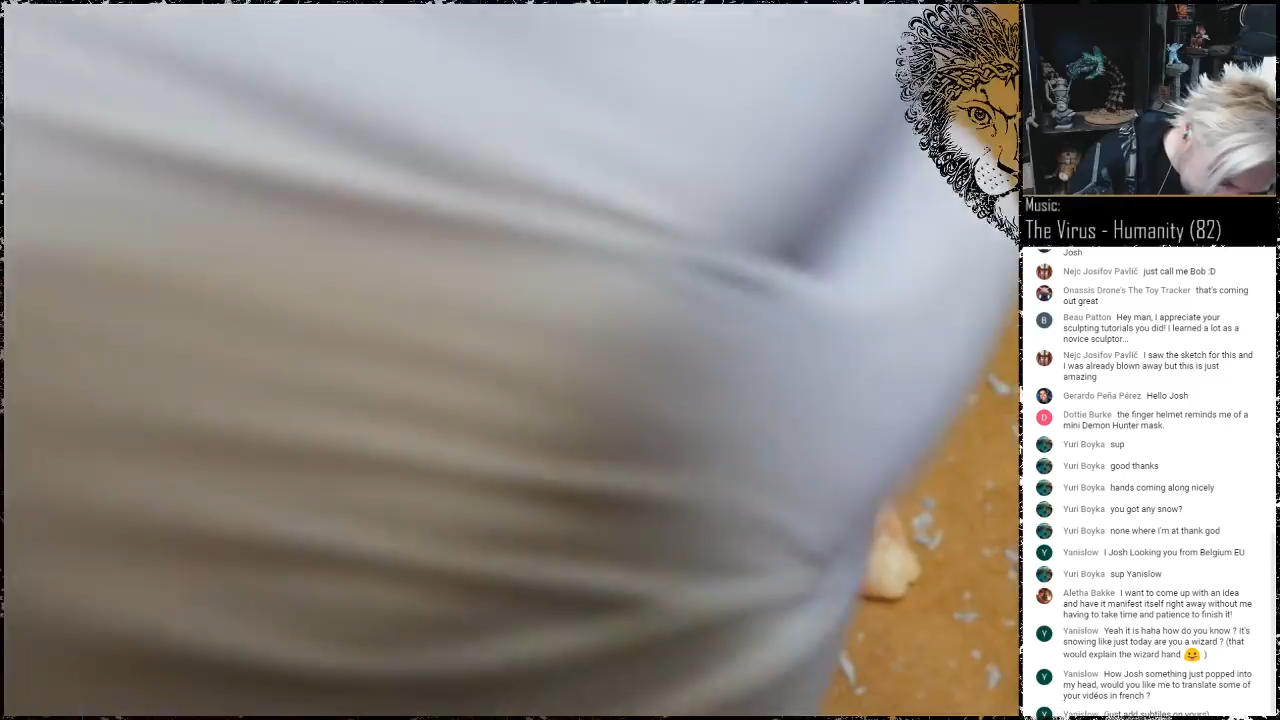 Music:
The Virus - Humanity (82)
Josh
Nejc Josifov Pavlič just call me Bob :D
Onassis Drone's The Toy Tracker that's coming
out great
B
Beau Patton Hey man, I appreciate your
sculpting tutorials you did! I learned a lot as a
novice sculptor...
Nejc Josifov Pavlič I saw the sketch for this and
I was already blown away but this is just
amazing
Gerardo Peña Pérez Hello Josh
D
Dottie Burke the finger helmet reminds me of a
mini Demon Hunter mask.
Yuri Boyka sup
Yuri Boyka good thanks
Yuri Boyka hands coming along nicely
Yuri Boyka you got any snow?
Yuri Boyka none where I'm at thank god
Y
Yanislow I Josh Looking you from Belgium EU
Yuri Boyka sup Yanislow
Aletha Bakke I want to come up with an idea
and have it manifest itself right away without me
having to take time and patience to finish it!
Y
Yanislow Yeah it is haha how do you know ? It's
snowing like just today are you a wizard ? (that
would explain the wizard hand 😛 )
Y
Yanislow How Josh something just popped into
my head, would you like me to translate some of
your vidéos in french ?
Yanislow (just add subtiles on yours)